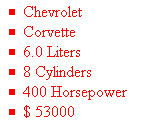 Chevrolet
Corvette
6.0 Liters
8 Cylinders
400 Horsepower
$ 53000